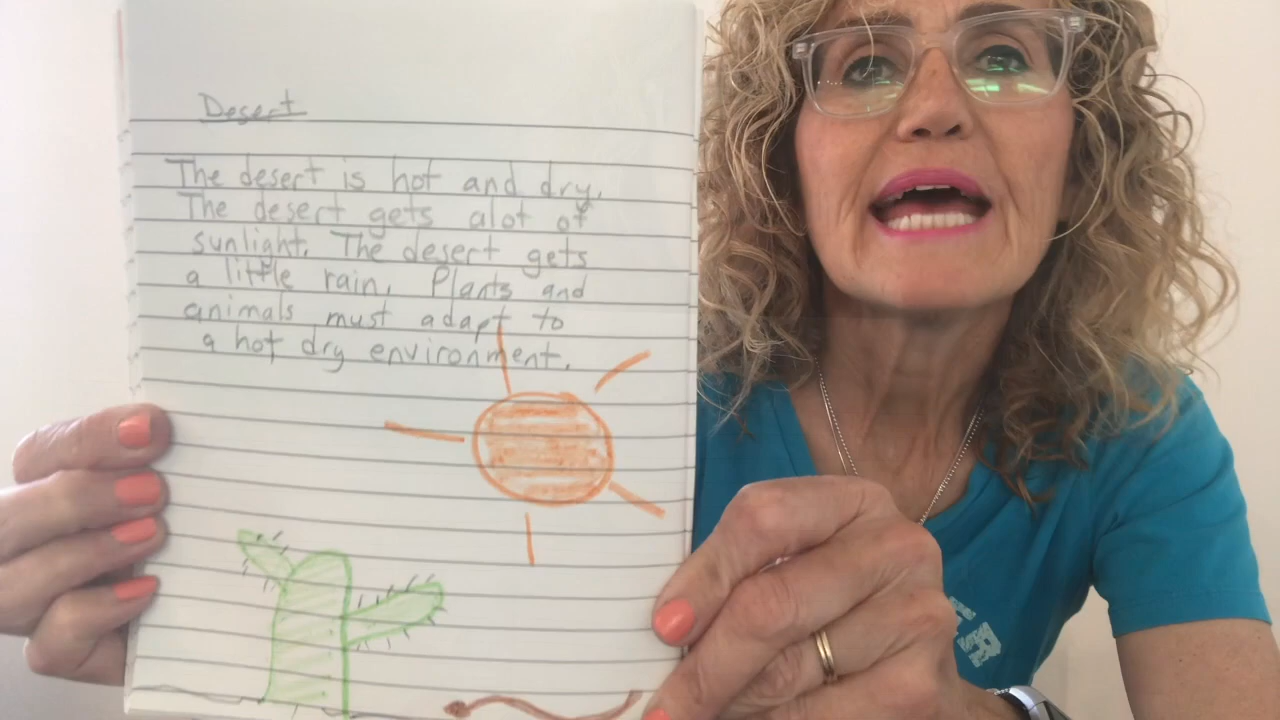 Desert
The desert is hot and dry.
The desert gets alot of
sunlight. The desert gets
a little rain. Plants and
animals must adapt to
a hot dry environment.